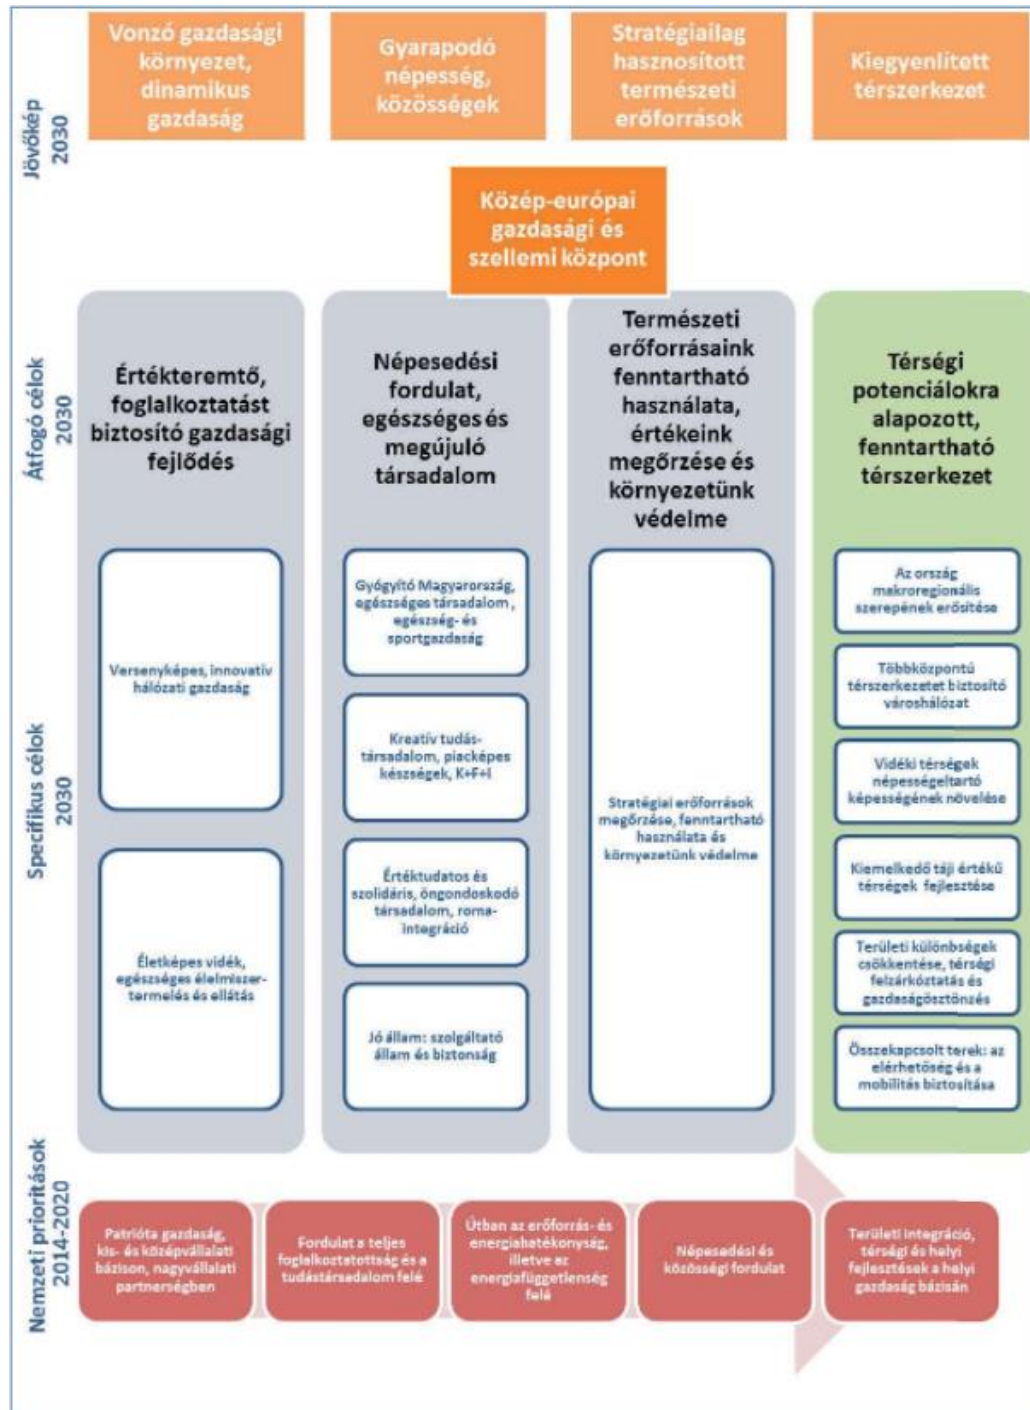 Jövőkép
2030
Vonzó gazdasági
környezet,
dinamikus
gazdaság
Gyarapodó
népesség,
közösségek
Stratégiailag
hasznosított
természeti
erőforrások
Kiegyenlített
térszerkezet
Közép-európai
gazdasági és
szellemi központ
Átfogó célok
2030
Értékteremtő,
foglalkoztatást
biztosító gazdasági
fejlődés
Népesedési
fordulat,
egészséges és
megújuló
társadalom
Természeti
erőforrásaink
fenntartható
használata,
értékeink
megőrzése és
környezetünk
védelme
Térségi
potenciálokra
alapozott,
fenntartható
térszerkezet
Specifikus célok
2030
Versenyképes, innovatív
hálózati gazdaság
Életképes vidék,
egészséges élelmiszer-
termelés és ellátás
Gyógyító Magyarország,
egészséges társadalom ,
egészség- és
sportgazdaság
Kreatív tudás-
társadalom, piacképes
készségek, K+F+I
Értéktudatos és
szolidáris, öngondoskodó
társadalom, roma-
integráció
Jó állam: szolgáltató
állam és biztonság
Stratégiai erőforrások
megőrzése, fenntartható
használata és
környezetünk védelme
Az ország
makroregionális
szerepének erősítése
Többközpontú
térszerkezetet biztosító
városhálózat
Vidéki térségek
népességeltartó
képességének növelése
Kiemelkedő táji értékű
térségek fejlesztése
Területi különbségek
csökkentése, térségi
felzárkóztatás és
gazdaságösztönzés
Összekapcsolt terek: az
elérhetőség és a
mobilitás biztosítása
Nemzeti prioritások
2014-2020
Patrióta gazdaság,
kis- és középvállalati
bázison, nagyvállalati
partnerségben
Fordulat a teljes
foglalkoztatottság és a
tudástársadalom felé
Útban az erőforrás- és
energiahatékonyság,
illetve az
energiafüggetlenség
felé
Népesedési és
közösségi fordulat
Területi integráció,
térségi és helyi
fejlesztések a helyi
gazdaság bázisán